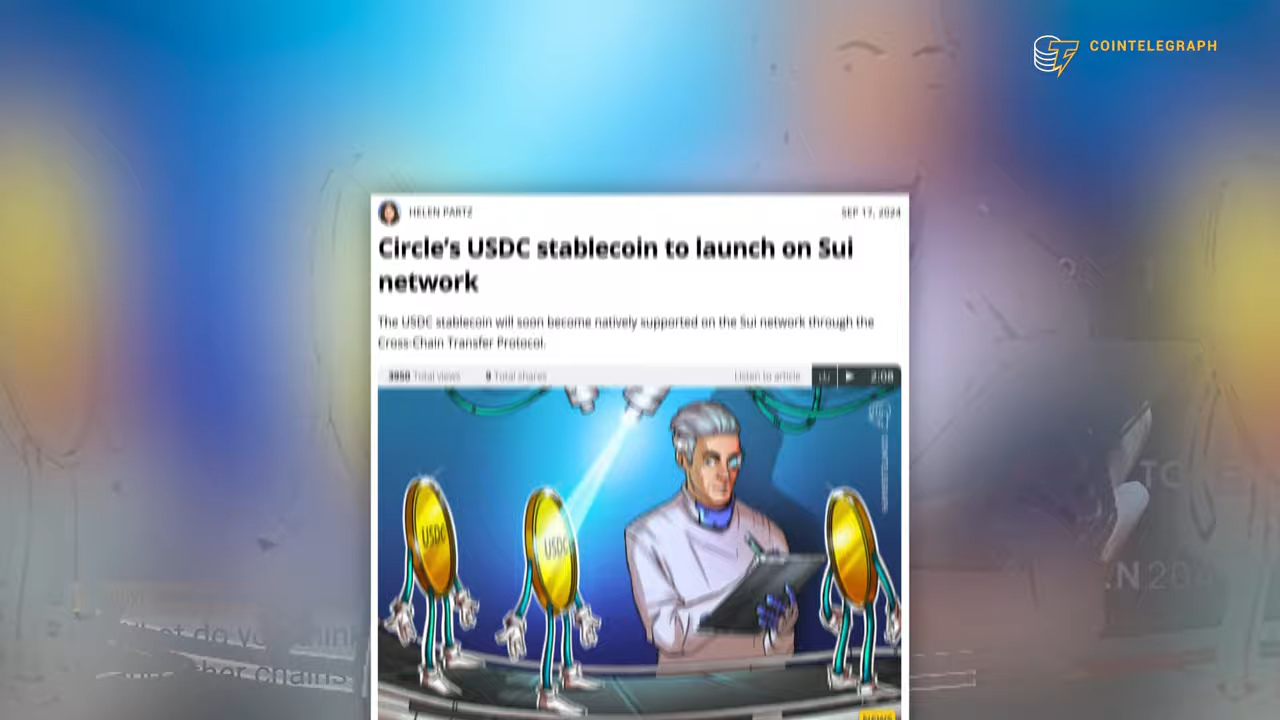 COINTELEGRAPH
HELEN PARTZ
SEP 17, 2024
Circle's USDC stablecoin to launch on Sui
network
The USDC stablecoin will soon become natively supported on the Sui network through the
Cross-Chain Transfer Protocol.
3950 Total views
9 Total shares
Listen to article
2:08
USDC
USDC
COINTELEGRAPH
NEWS